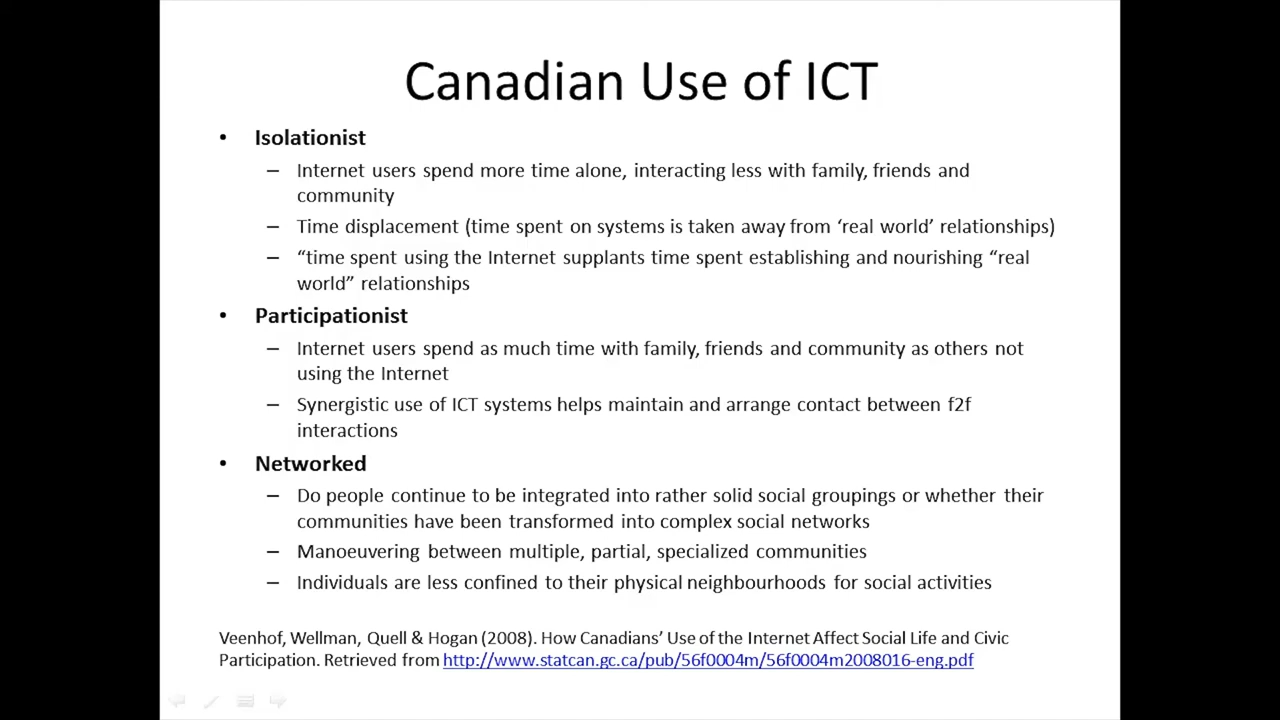 Canadian Use of ICT
• Isolationist
– Internet users spend more time alone, interacting less with family, friends and
community
– Time displacement (time spent on systems is taken away from ‘real world’ relationships)
– “time spent using the Internet supplants time spent establishing and nourishing “real
world” relationships
• Participationist
– Internet users spend as much time with family, friends and community as others not
using the Internet
– Synergistic use of ICT systems helps maintain and arrange contact between f2f
interactions
• Networked
– Do people continue to be integrated into rather solid social groupings or whether their
communities have been transformed into complex social networks
– Manoeuvering between multiple, partial, specialized communities
– Individuals are less confined to their physical neighbourhoods for social activities
Veenhof, Wellman, Quell & Hogan (2008). How Canadians’ Use of the Internet Affect Social Life and Civic
Participation. Retrieved from http://www.statcan.gc.ca/pub/56f0004m/56f0004m2008016-eng.pdf